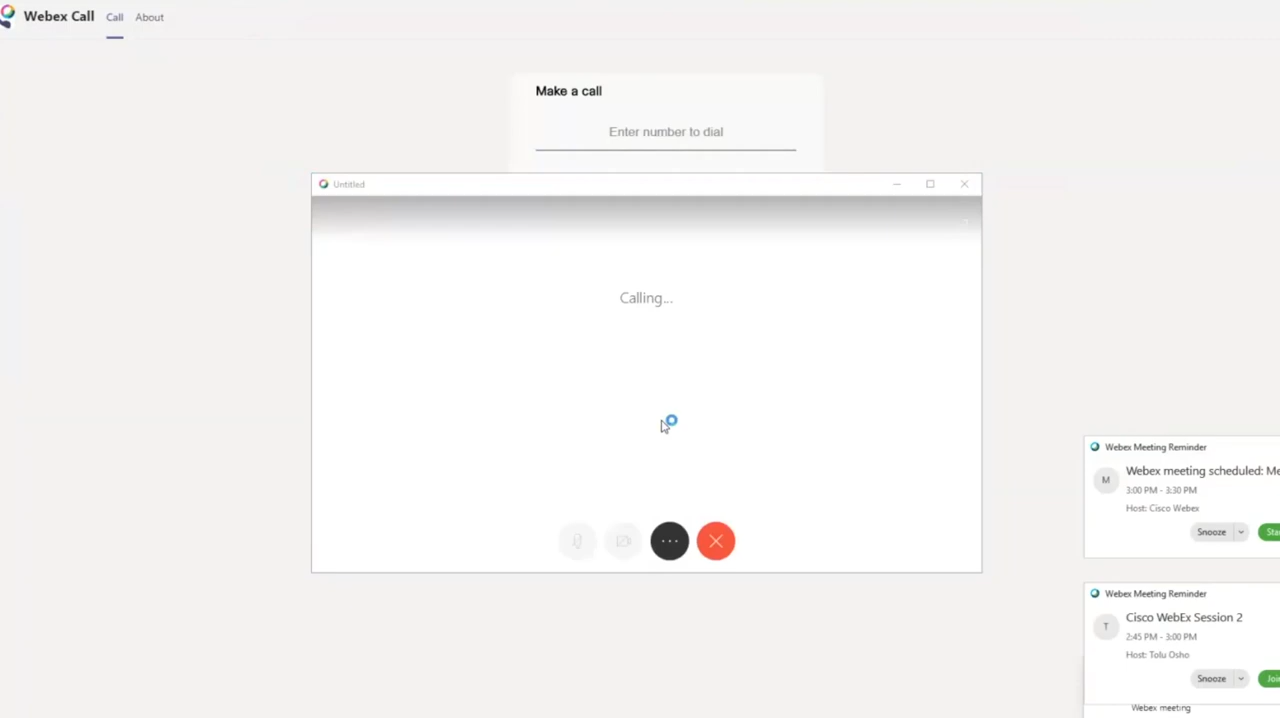 Webex Call Call About
Make a call
Enter number to dial
Untitled
Calling...
Webex Meeting Reminder
M
Webex meeting scheduled:
3:00 PM - 3:30 PM
Host: Cisco Webex
Snooze
Webex Meeting Reminder
T
Cisco WebEx Session 2
2:45 PM - 3:00 PM
Host: Tolu Osho
Snooze
Webex meeting